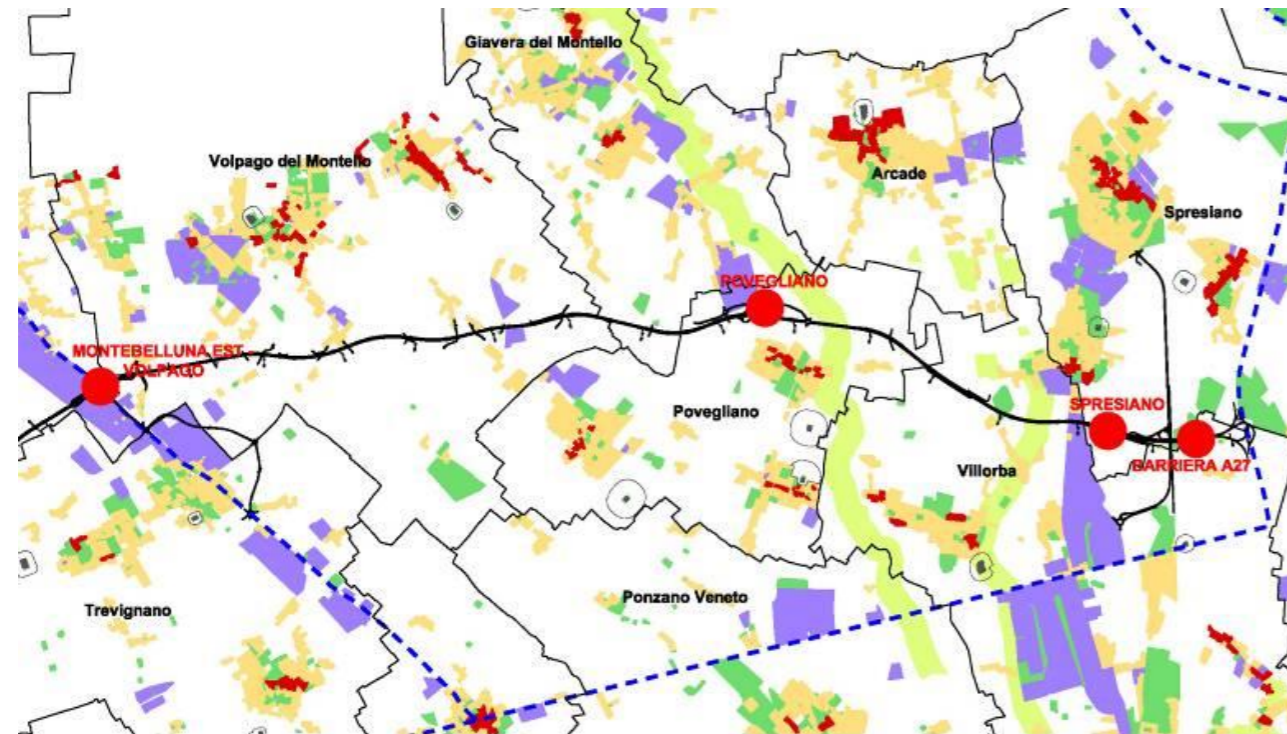 Giavera del Montello
Volpago del Montello
Arcade
Spresiano
POVEGLIANO
MONTEBELLUNA EST -
VOLPAGO
Povegliano
SPRESIANO
Villorba
BARRIERA A27
Ponzano Veneto
Trevignano